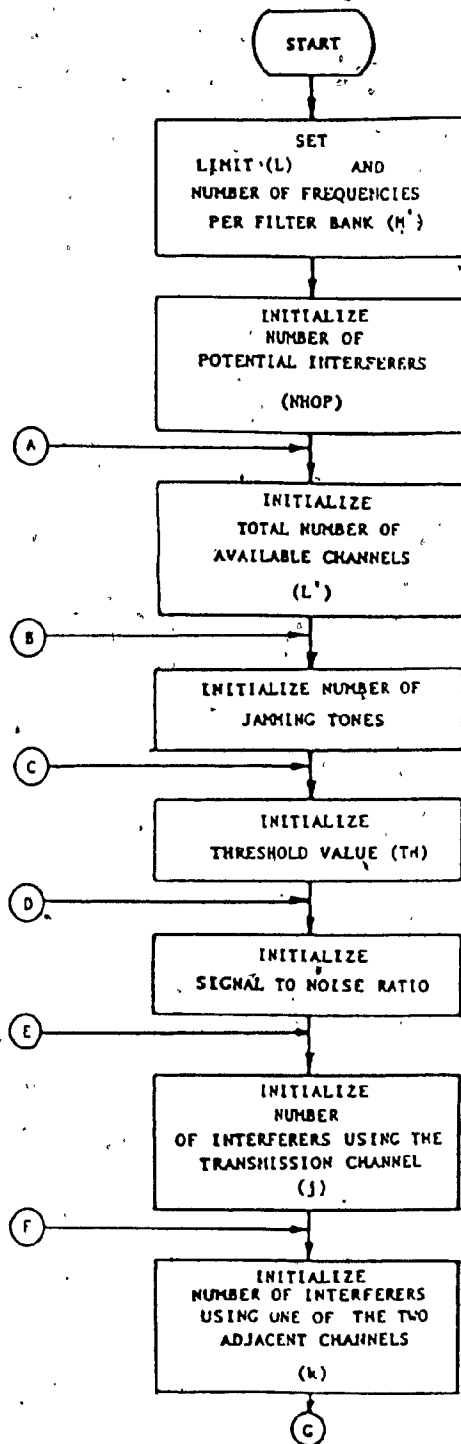 START
SET
LIMIT (L) AND
NUMBER OF FREQUENCIES
PER FILTER BANK (M')
INITIALIZE
NUMBER OF
POTENTIAL INTERFERERS
(NHOP)
A
INITIALIZE
TOTAL NUMBER OF
AVAILABLE CHANNELS
(L')
B
INITIALIZE NUMBER OF
JAMMING TONES
C
INITIALIZE
THRESHOLD VALUE (TH)
D
INITIALIZE
SIGNAL TO NOISE RATIO
E
INITIALIZE
NUMBER
OF INTERFERERS USING THE
TRANSMISSION CHANNEL
(j)
F
INITIALIZE
NUMBER OF INTERFERERS
USING ONE OF THE TWO
ADJACENT CHANNELS
(k)
G